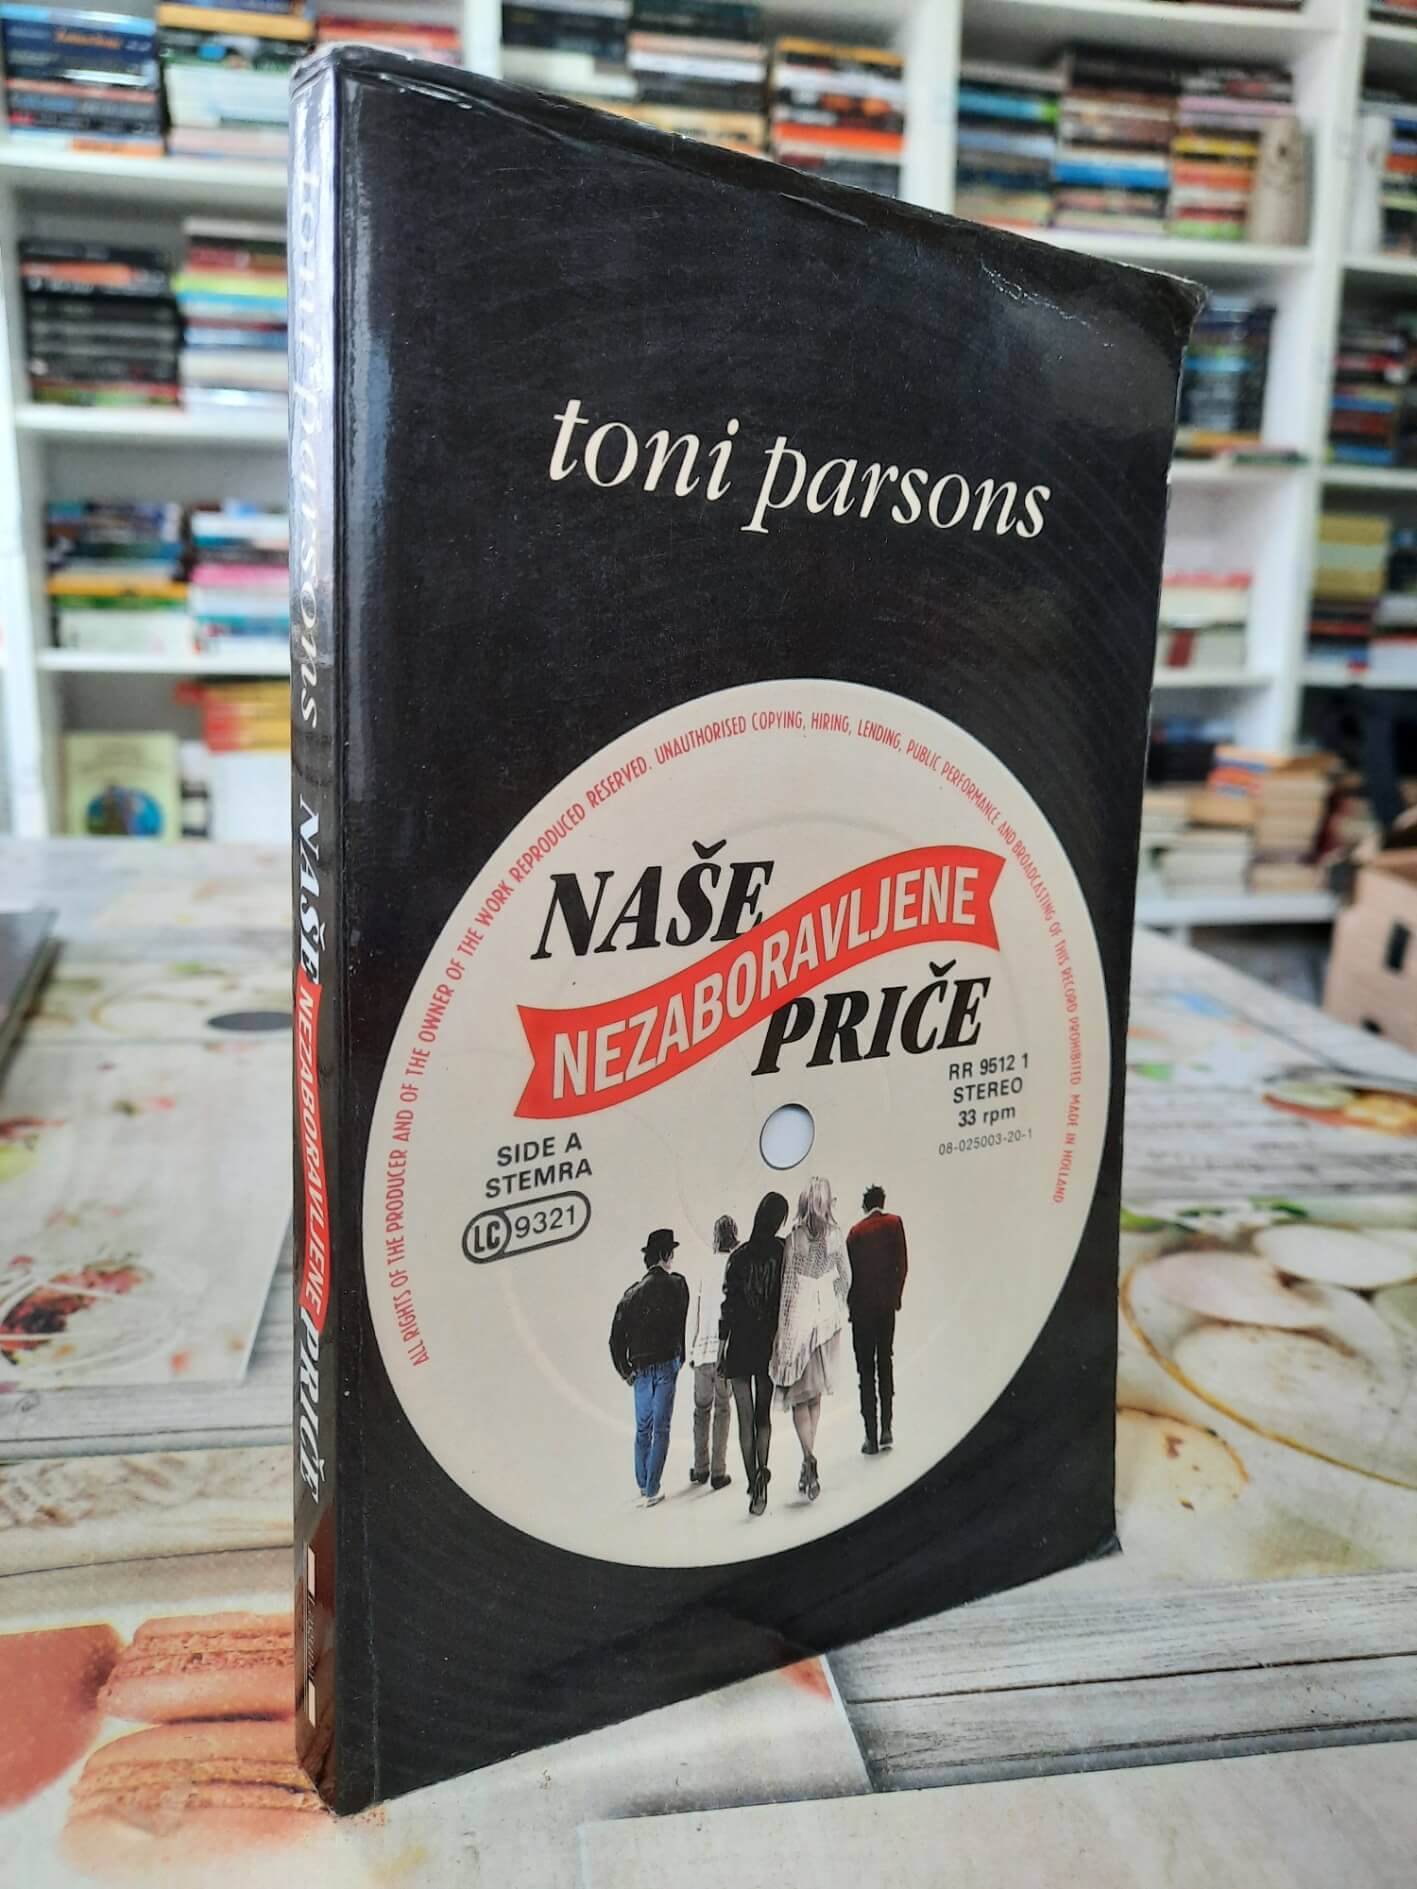 toni parsons
ALL RIGHTS OF THE PRODUCER AND OF THE OWNER OF THE WORK REPRODUCED RESERVED. UNAUTHORISED COPYING, HIRING, LENDING, PUBLIC PERFORMANCE AND BROADCASTING OF THIS RECORD PROHIBITED MADE IN HOLLAND
NAŠE
NEZABORAVLJENE
PRIČE
RR 9512 1
STEREO
33 rpm
08-025003-20-1
SIDE A
STEMRA
LC 9321
toni parsons NAŠE NEZABORAVLJENE PRIČE